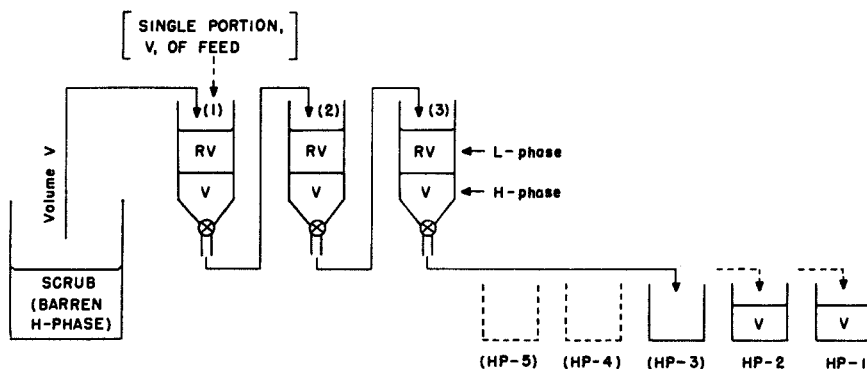 SINGLE PORTION,
V, OF FEED
Volume V
(1)
(2)
(3)
RV
RV
RV
L-phase
V
V
V
H-phase
SCRUB
(BARREN
H-PHASE)
V
V
(HP-5)
(HP-4)
(HP-3)
HP-2
HP-1